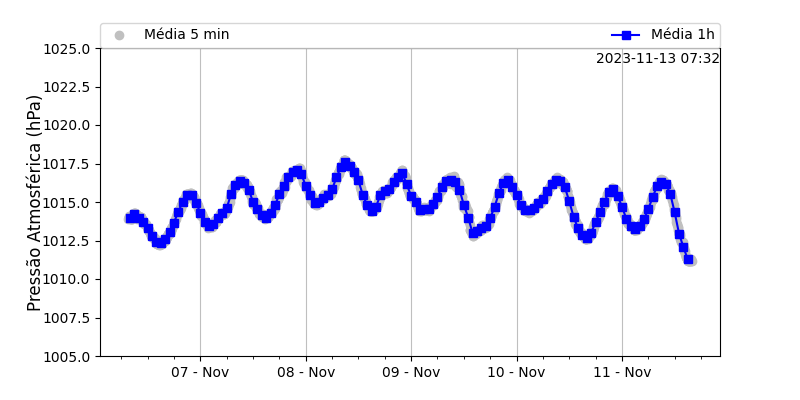 Média 5 min
Média 1h
2023-11-13 07:32
Pressão Atmosférica (hPa)
1025.0
1022.5
1020.0
1017.5
1015.0
1012.5
1010.0
1007.5
1005.0
07 - Nov
08 - Nov
09 - Nov
10 - Nov
11 - Nov